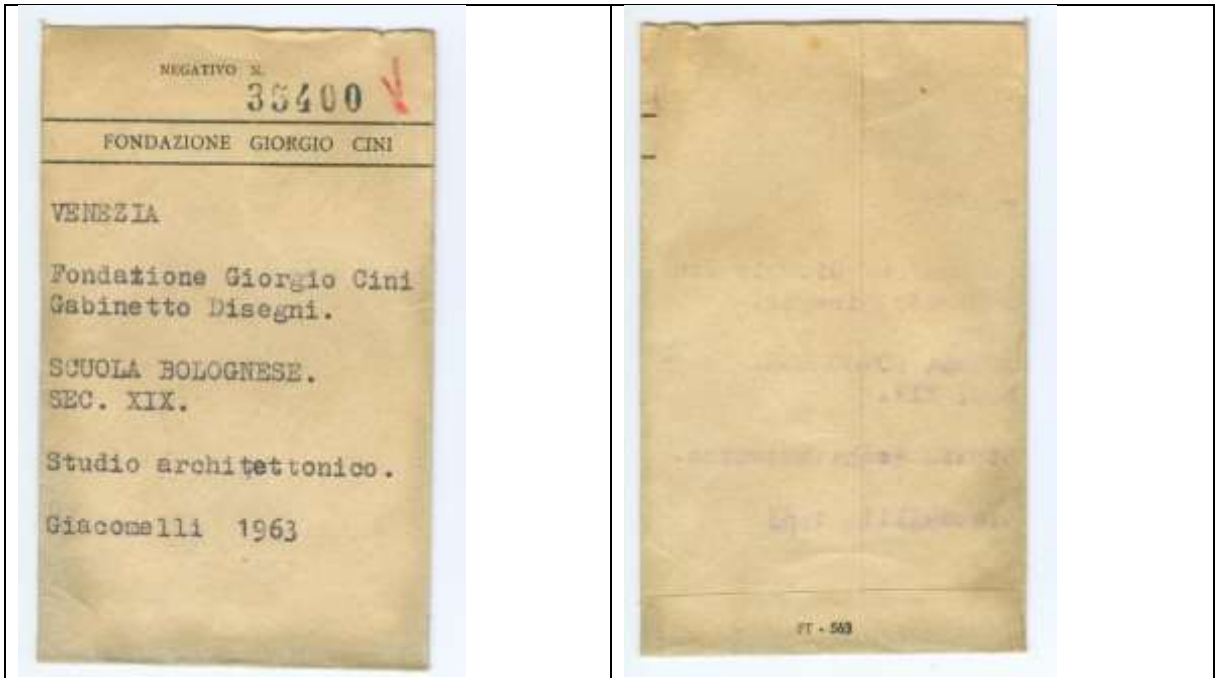 NEGATIVO N.
35400
FONDAZIONE GIORGIO CINI
VENEZIA
Fondazione Giorgio Cini
Gabinetto Disegni.
SCUOLA BOLOGNESE.
SEC. XIX.
Studio architettonico.
Giacomelli 1963
FT - 563